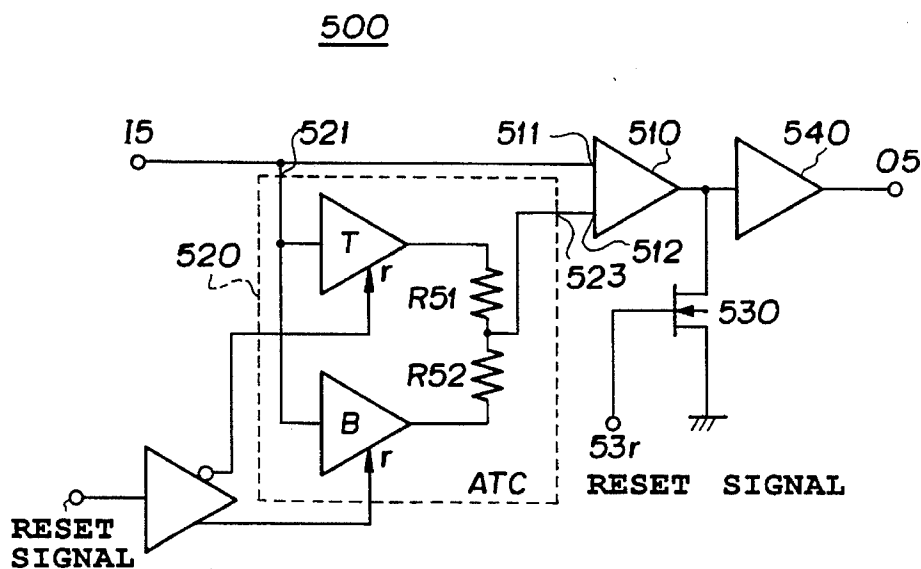 500
I5
521
511
510
540
O5
T
r
520
R51
523
512
530
R52
B
r
53r
ATC
RESET SIGNAL
RESET
SIGNAL